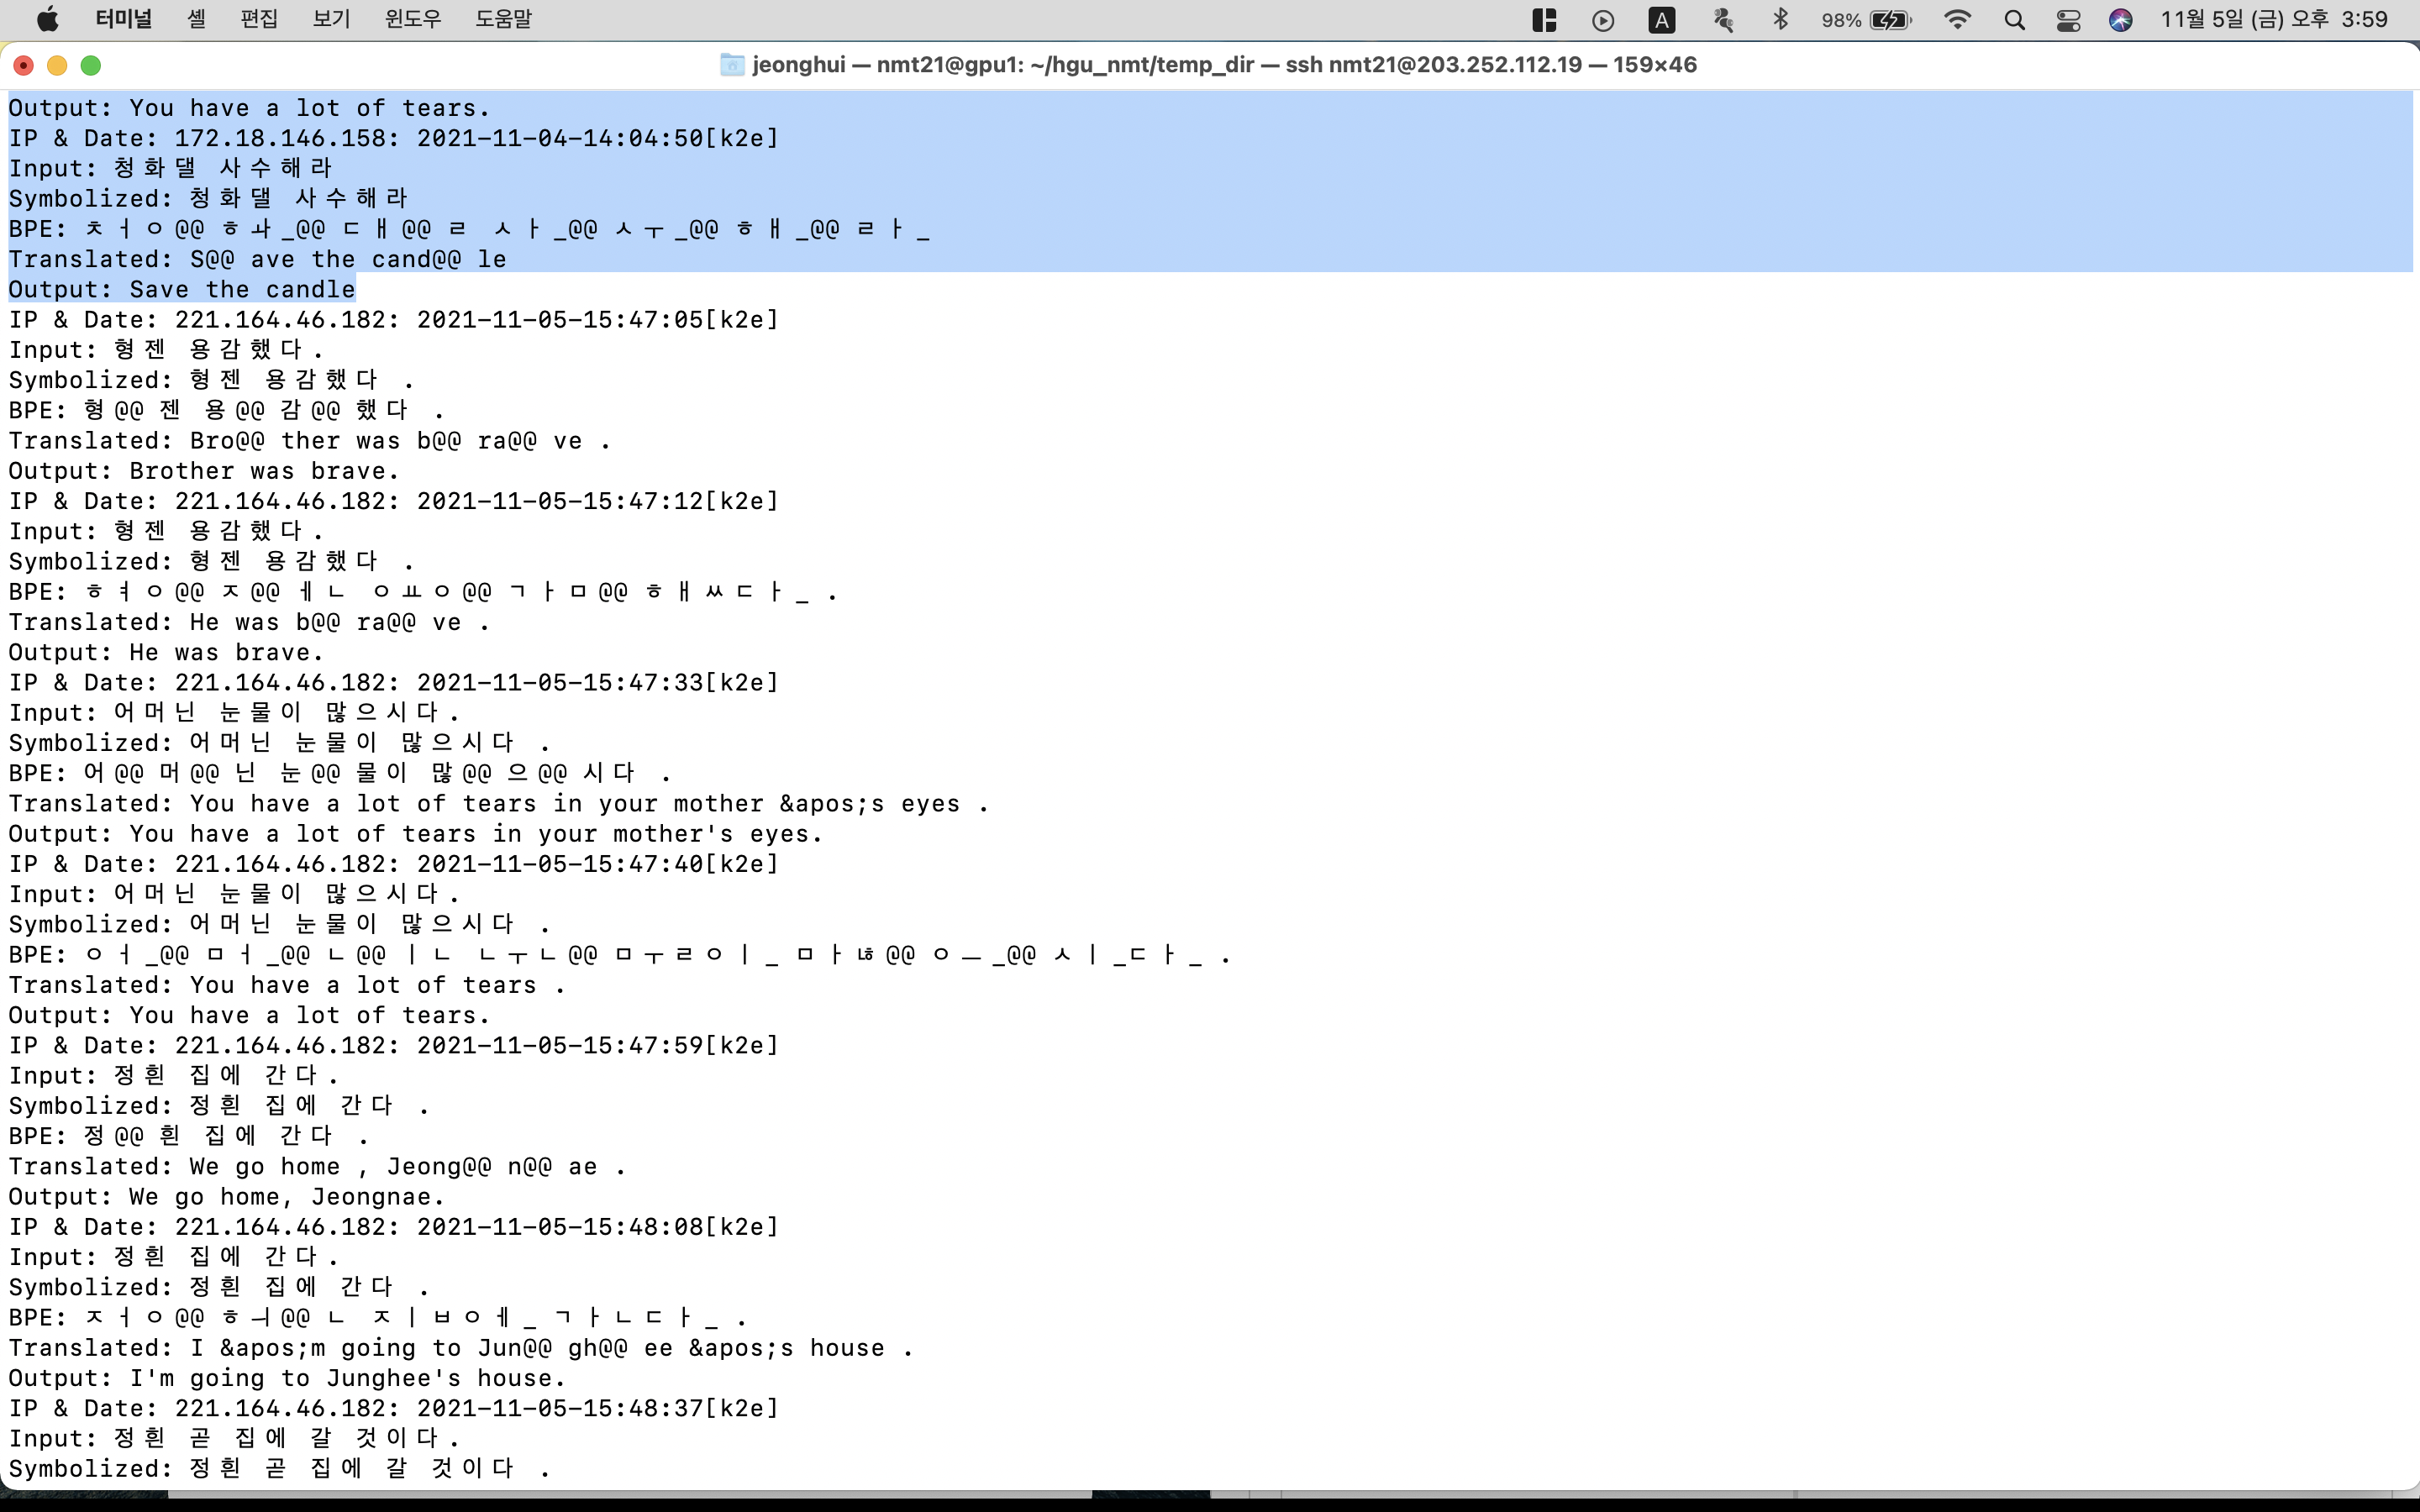 터미널 셸 편집 보기 윈도우 도움말 A 98% 11월 5일 (금) 오후 3:59
jeonghui — nmt21@gpu1: ~/hgu_nmt/temp_dir — ssh nmt21@203.252.112.19 — 159×46
Output: You have a lot of tears.
IP & Date: 172.18.146.158: 2021-11-04-14:04:50[k2e]
Input: 청화댈 사수해라
Symbolized: 청화댈 사수해라
BPE: ㅊㅓㅇ@@ ㅎㅘ_@@ ㄷㅐ@@ ㄹ ㅅㅏ_@@ ㅅㅜ_@@ ㅎㅐ_@@ ㄹㅏ_
Translated: S@@ ave the cand@@ le
Output: Save the candle
IP & Date: 221.164.46.182: 2021-11-05-15:47:05[k2e]
Input: 형젠 용감했다.
Symbolized: 형젠 용감했다 .
BPE: 형@@ 젠 용@@ 감@@ 했다 .
Translated: Bro@@ ther was b@@ ra@@ ve .
Output: Brother was brave.
IP & Date: 221.164.46.182: 2021-11-05-15:47:12[k2e]
Input: 형젠 용감했다.
Symbolized: 형젠 용감했다 .
BPE: ㅎㅕㅇ@@ ㅈ@@ ㅔㄴ ㅇㅛㅇ@@ ㄱㅏㅁ@@ ㅎㅐㅆㄷㅏ_ .
Translated: He was b@@ ra@@ ve .
Output: He was brave.
IP & Date: 221.164.46.182: 2021-11-05-15:47:33[k2e]
Input: 어머닌 눈물이 많으시다.
Symbolized: 어머닌 눈물이 많으시다 .
BPE: 어@@ 머@@ 닌 눈@@ 물이 많@@ 으@@ 시다 .
Translated: You have a lot of tears in your mother &apos;s eyes .
Output: You have a lot of tears in your mother's eyes.
IP & Date: 221.164.46.182: 2021-11-05-15:47:40[k2e]
Input: 어머닌 눈물이 많으시다.
Symbolized: 어머닌 눈물이 많으시다 .
BPE: ㅇㅓ_@@ ㅁㅓ_@@ ㄴ@@ ㅣㄴ ㄴㅜㄴ@@ ㅁㅜㄹㅇㅣ_ ㅁㅏㄶ@@ ㅇㅡ_@@ ㅅㅣ_ㄷㅏ_ .
Translated: You have a lot of tears .
Output: You have a lot of tears.
IP & Date: 221.164.46.182: 2021-11-05-15:47:59[k2e]
Input: 정흰 집에 간다.
Symbolized: 정흰 집에 간다 .
BPE: 정@@ 흰 집에 간다 .
Translated: We go home , Jeong@@ n@@ ae .
Output: We go home, Jeongnae.
IP & Date: 221.164.46.182: 2021-11-05-15:48:08[k2e]
Input: 정흰 집에 간다.
Symbolized: 정흰 집에 간다 .
BPE: ㅈㅓㅇ@@ ㅎㅢ@@ ㄴ ㅈㅣㅂㅇㅔ_ ㄱㅏㄴㄷㅏ_ .
Translated: I &apos;m going to Jun@@ gh@@ ee &apos;s house .
Output: I'm going to Junghee's house.
IP & Date: 221.164.46.182: 2021-11-05-15:48:37[k2e]
Input: 정흰 곧 집에 갈 것이다.
Symbolized: 정흰 곧 집에 갈 것이다 .